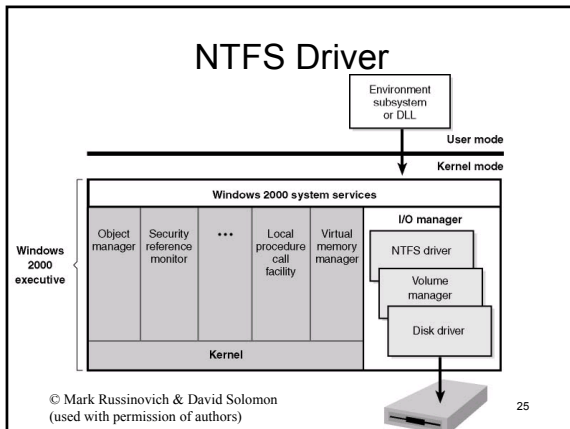 NTFS Driver
Environment
subsystem
or DLL
User mode
Kernel mode
Windows 2000 system services
Windows
2000
executive
Object
manager
Security
reference
monitor
•••
Local
procedure
call
facility
Virtual
memory
manager
I/O manager
NTFS driver
Volume
manager
Disk driver
Kernel
© Mark Russinovich & David Solomon
(used with permission of authors)
25